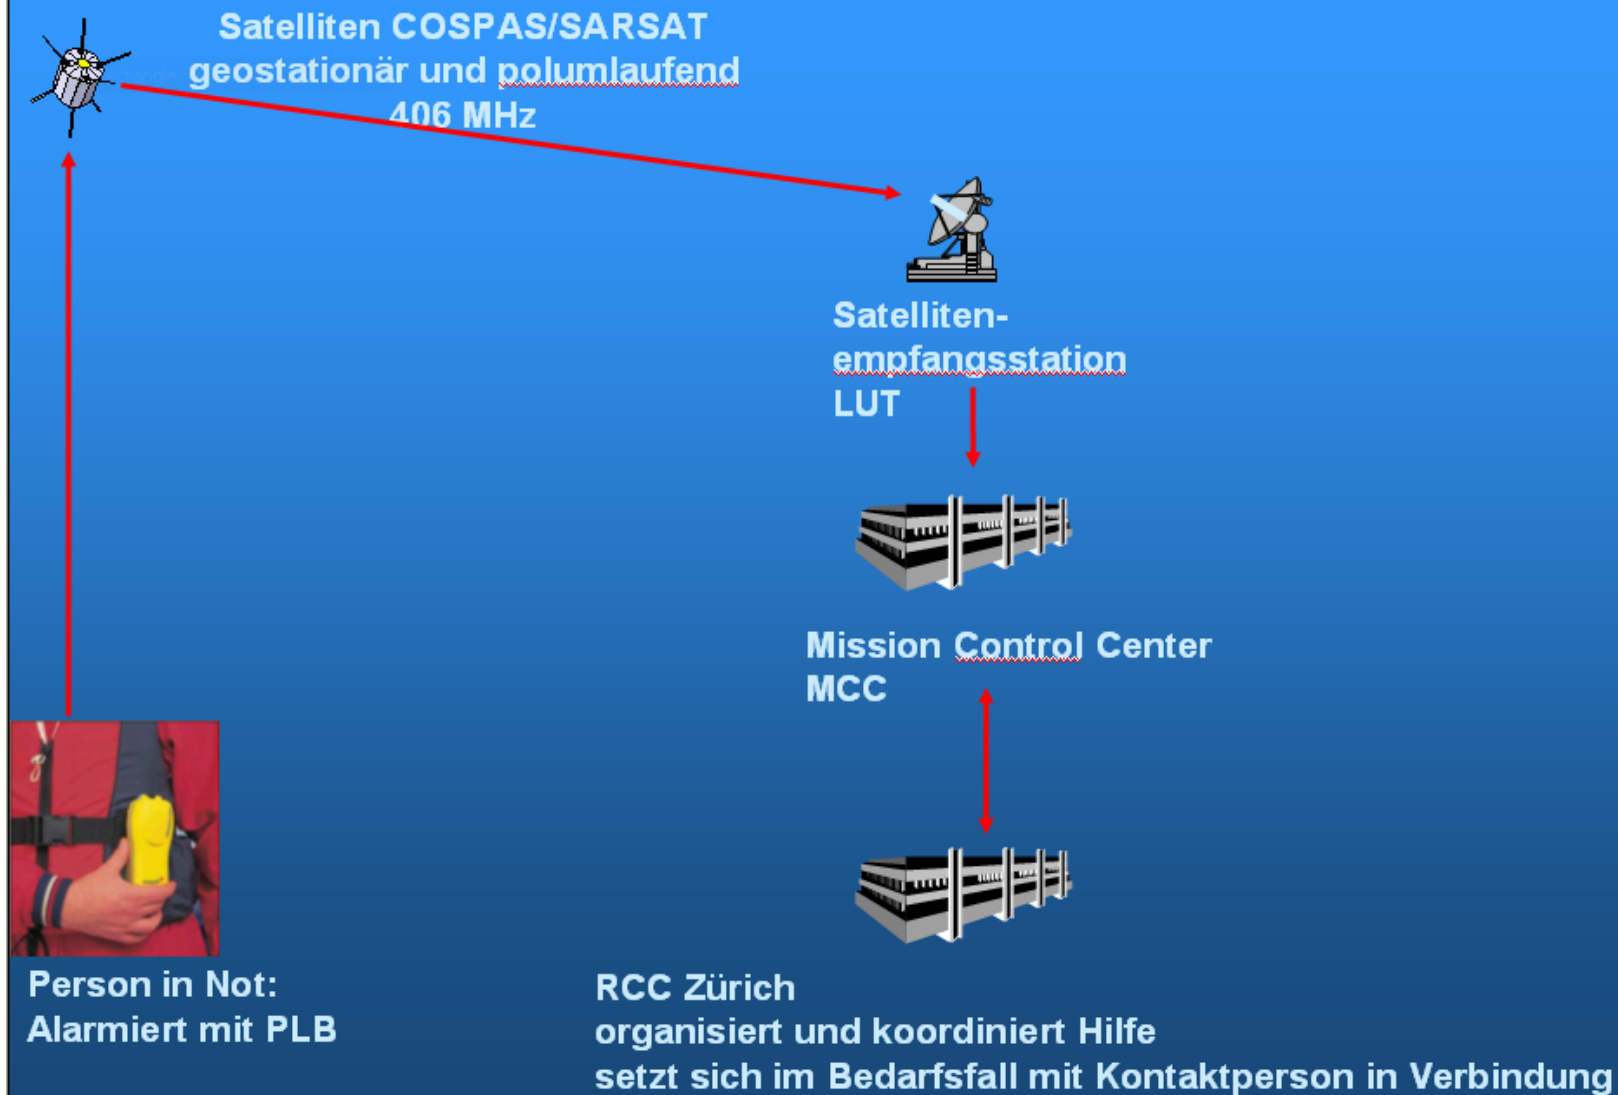 Satelliten COSPAS/SARSAT
geostationär und polumlaufend
406 MHz
Satelliten-
empfangsstation
LUT
Mission Control Center
MCC
Person in Not:
Alarmiert mit PLB
RCC Zürich
organisiert und koordiniert Hilfe
setzt sich im Bedarfsfall mit Kontaktperson in Verbindung